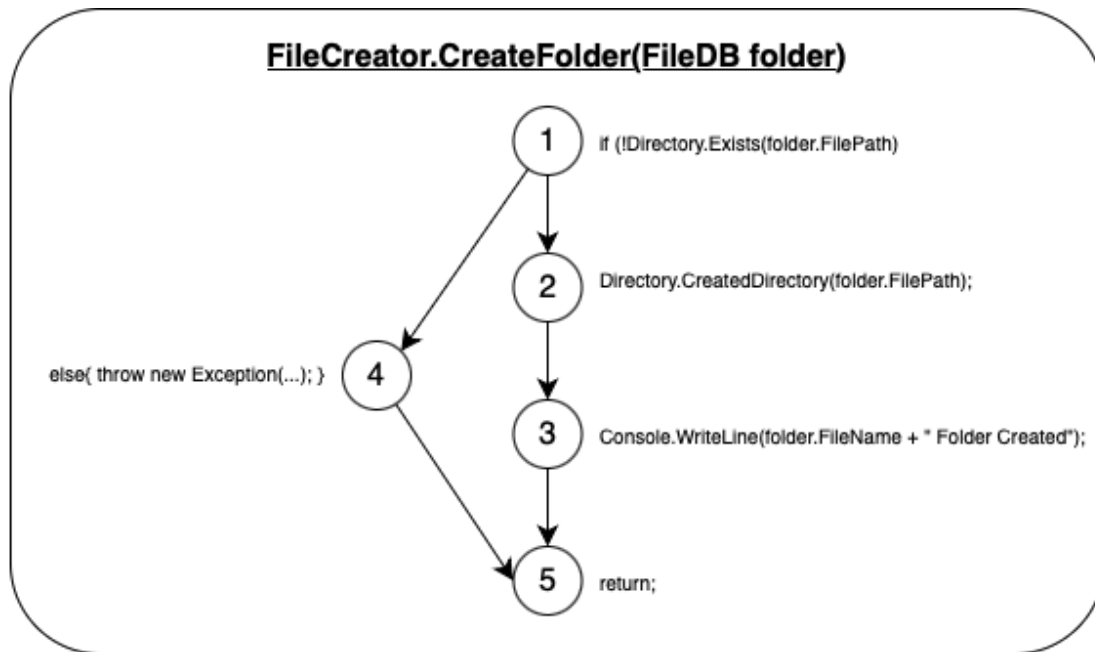 FileCreator.CreateFolder(FileDB folder)
1
if (!Directory.Exists(folder.FilePath)
2
Directory.CreatedDirectory(folder.FilePath);
else{ throw new Exception(...); }
4
3
Console.WriteLine(folder.FileName + " Folder Created");
5
return;